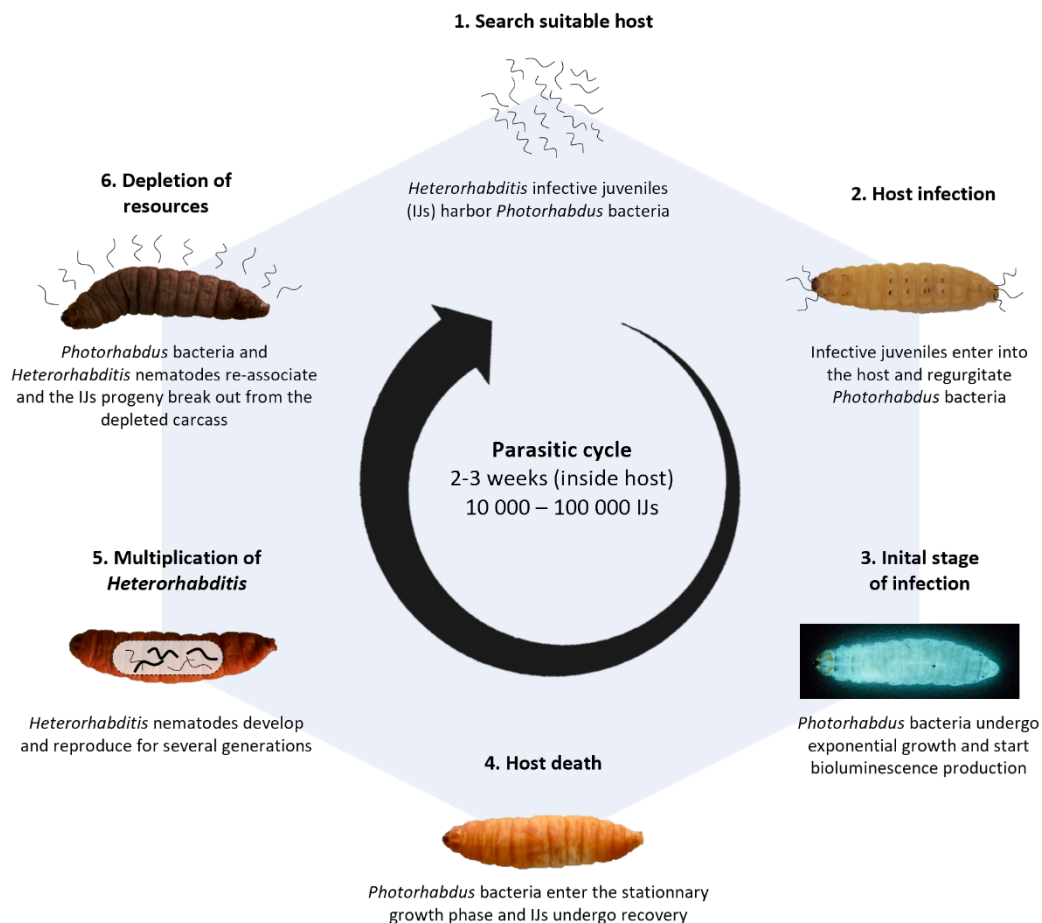 1. Search suitable host
Heterorhabditis infective juveniles
(IJs) harbor Photorhabdus bacteria
2. Host infection
Infective juveniles enter into
the host and regurgitate
Photorhabdus bacteria
3. Inital stage
of infection
Photorhabdus bacteria undergo
exponential growth and start
bioluminescence production
4. Host death
Photorhabdus bacteria enter the stationnary
growth phase and IJs undergo recovery
5. Multiplication of
Heterorhabditis
Heterorhabditis nematodes develop
and reproduce for several generations
6. Depletion of
resources
Photorhabdus bacteria and
Heterorhabditis nematodes re-associate
and the IJs progeny break out from the
depleted carcass
Parasitic cycle
2-3 weeks (inside host)
10 000 – 100 000 IJs